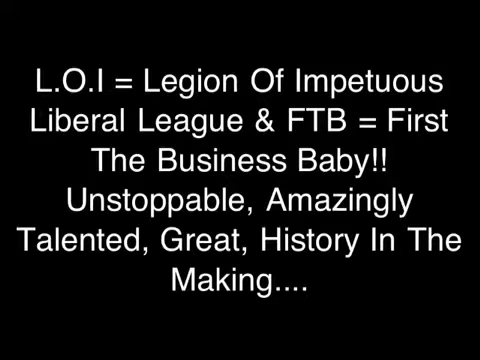 L.O.I = Legion Of Impetuous
Liberal League & FTB = First
The Business Baby!!
Unstoppable, Amazingly
Talented, Great, History In The
Making....